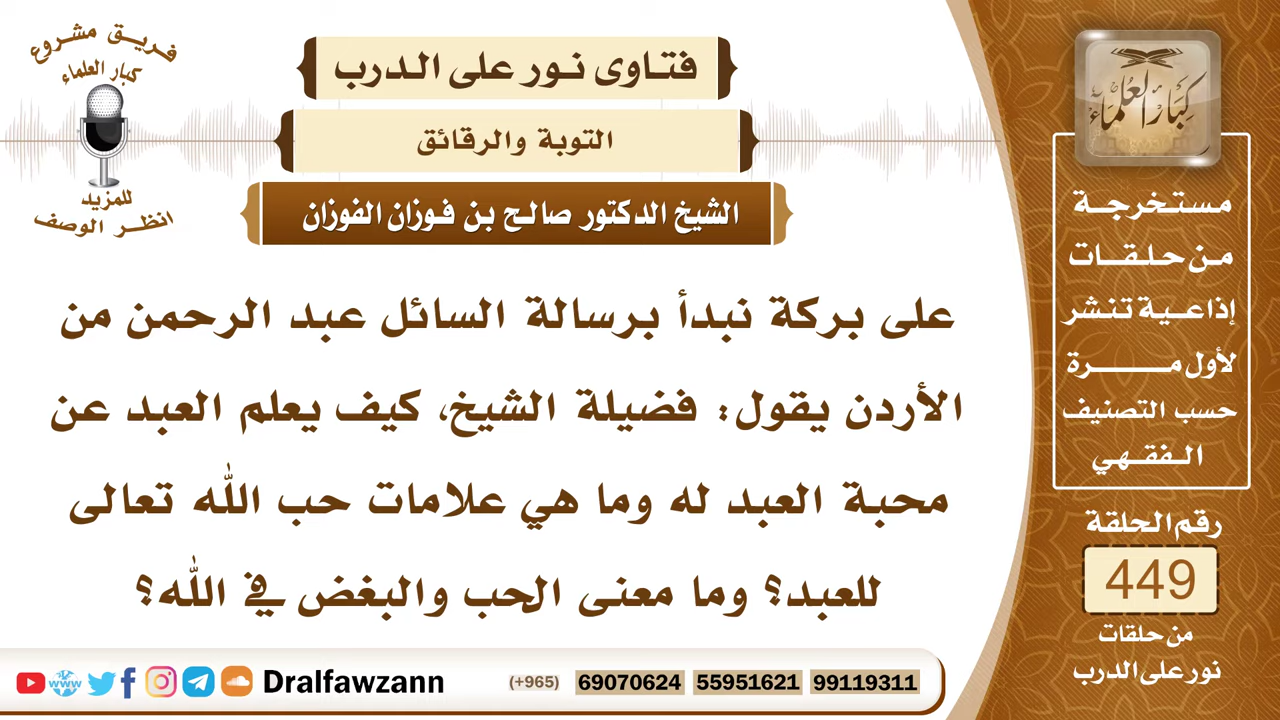 فريق مشروع
كبار العلماء
للمزيد
انظر الوصف
فتاوى نور على الدرب
التوبة والرقائق
الشيخ الدكتور صالح بن فوزان الفوزان
على بركة نبدأ برسالة السائل عبد الرحمن من
الأردن يقول: فضيلة الشيخ، كيف يعلم العبد عن
محبة العبد له وما هي علامات حب الله تعالى
للعبد؟ وما معنى الحب والبغض في الله؟
كبار العلماء
مستخرجة
من حلقات
إذاعية تنشر
لأول مرة
حسب التصنيف
الفقهي
رقم الحلقة
449
من حلقات
نور على الدرب
www
Dralfawzann
(+965) 69070624 55951621 99119311